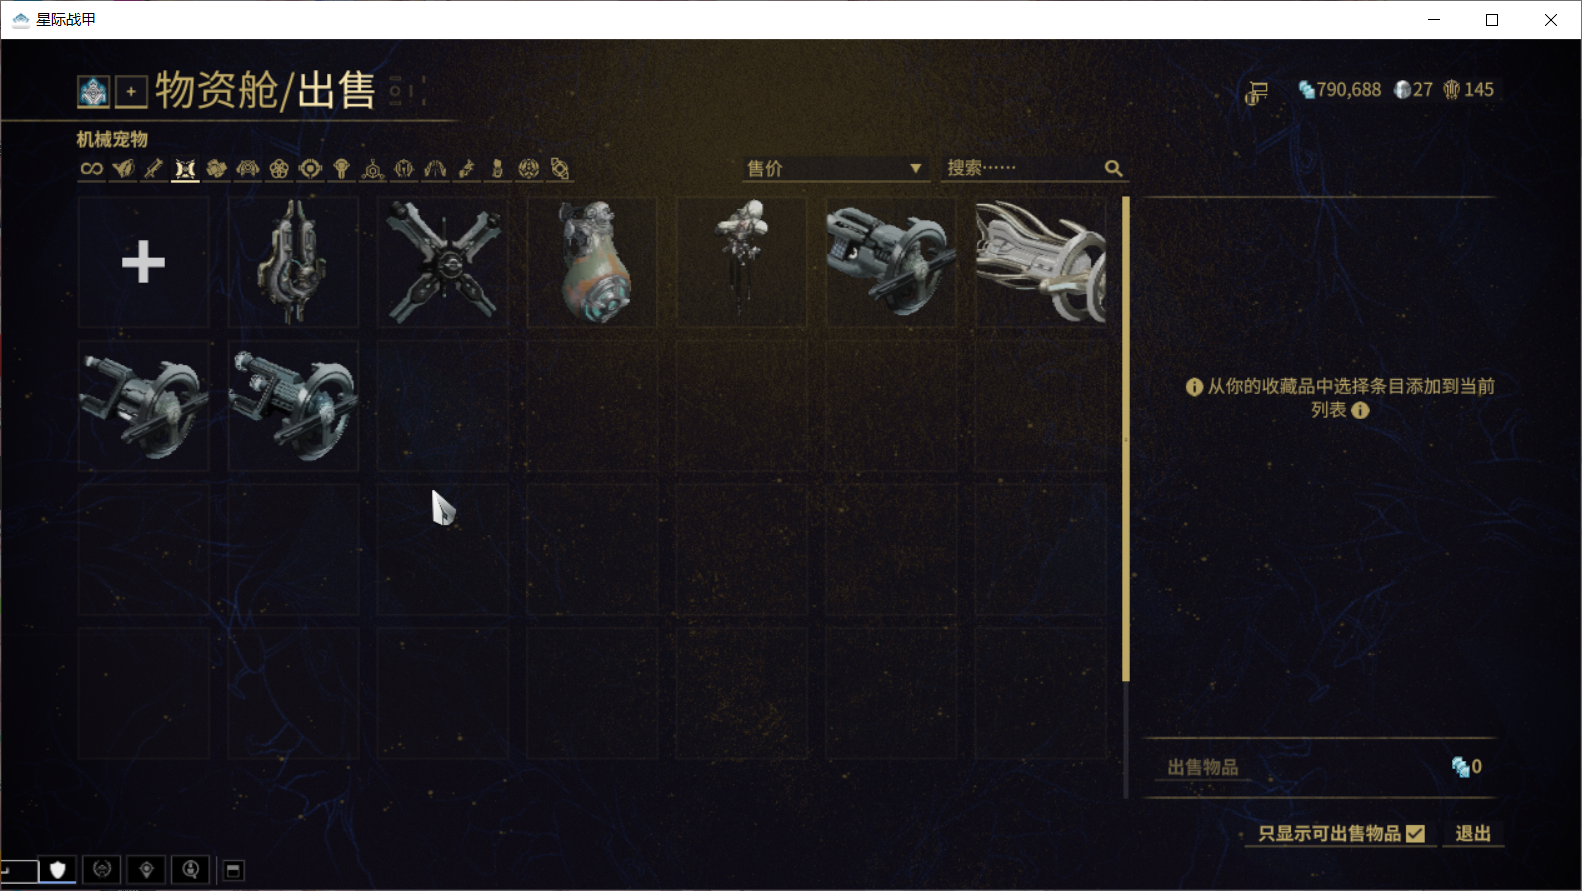 星际战甲
物资舱/出售
790,688 27 145
机械宠物
售价
搜索……
从你的收藏品中选择条目添加到当前
列表
出售物品
0
只显示可出售物品
退出